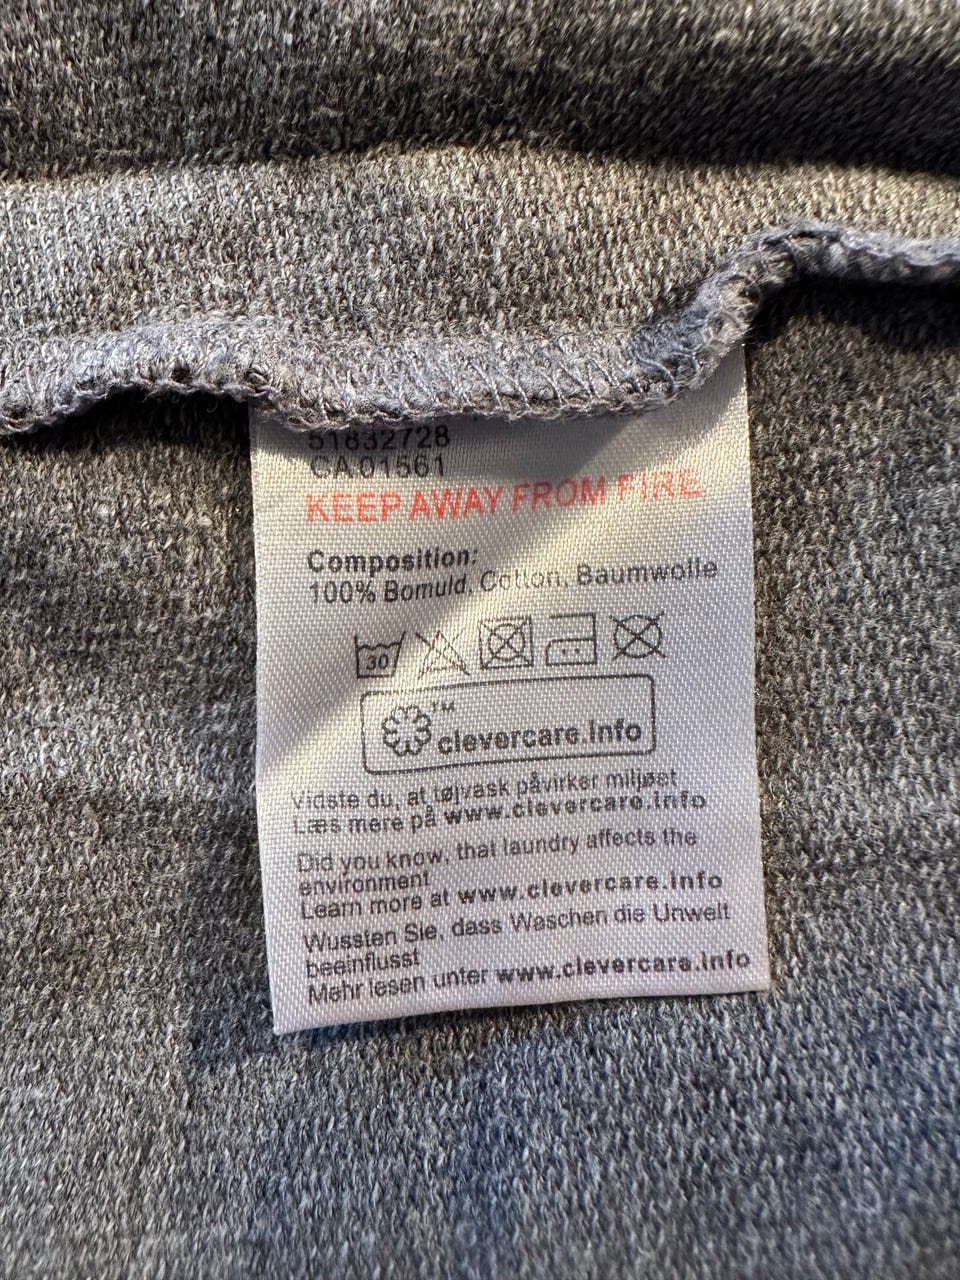 51832728
CA 01561
KEEP AWAY FROM FIRE
Composition:
100% Bomuld, Cotton, Baumwolle
30
TM
clevercare.info
Vidste du, at tøjvask påvirker miljøet
Læs mere på www.clevercare.info
Did you know, that laundry affects the
environment
Learn more at www.clevercare.info
Wussten Sie, dass Waschen die Unwelt
beeinflusst
Mehr lesen unter www.clevercare.info